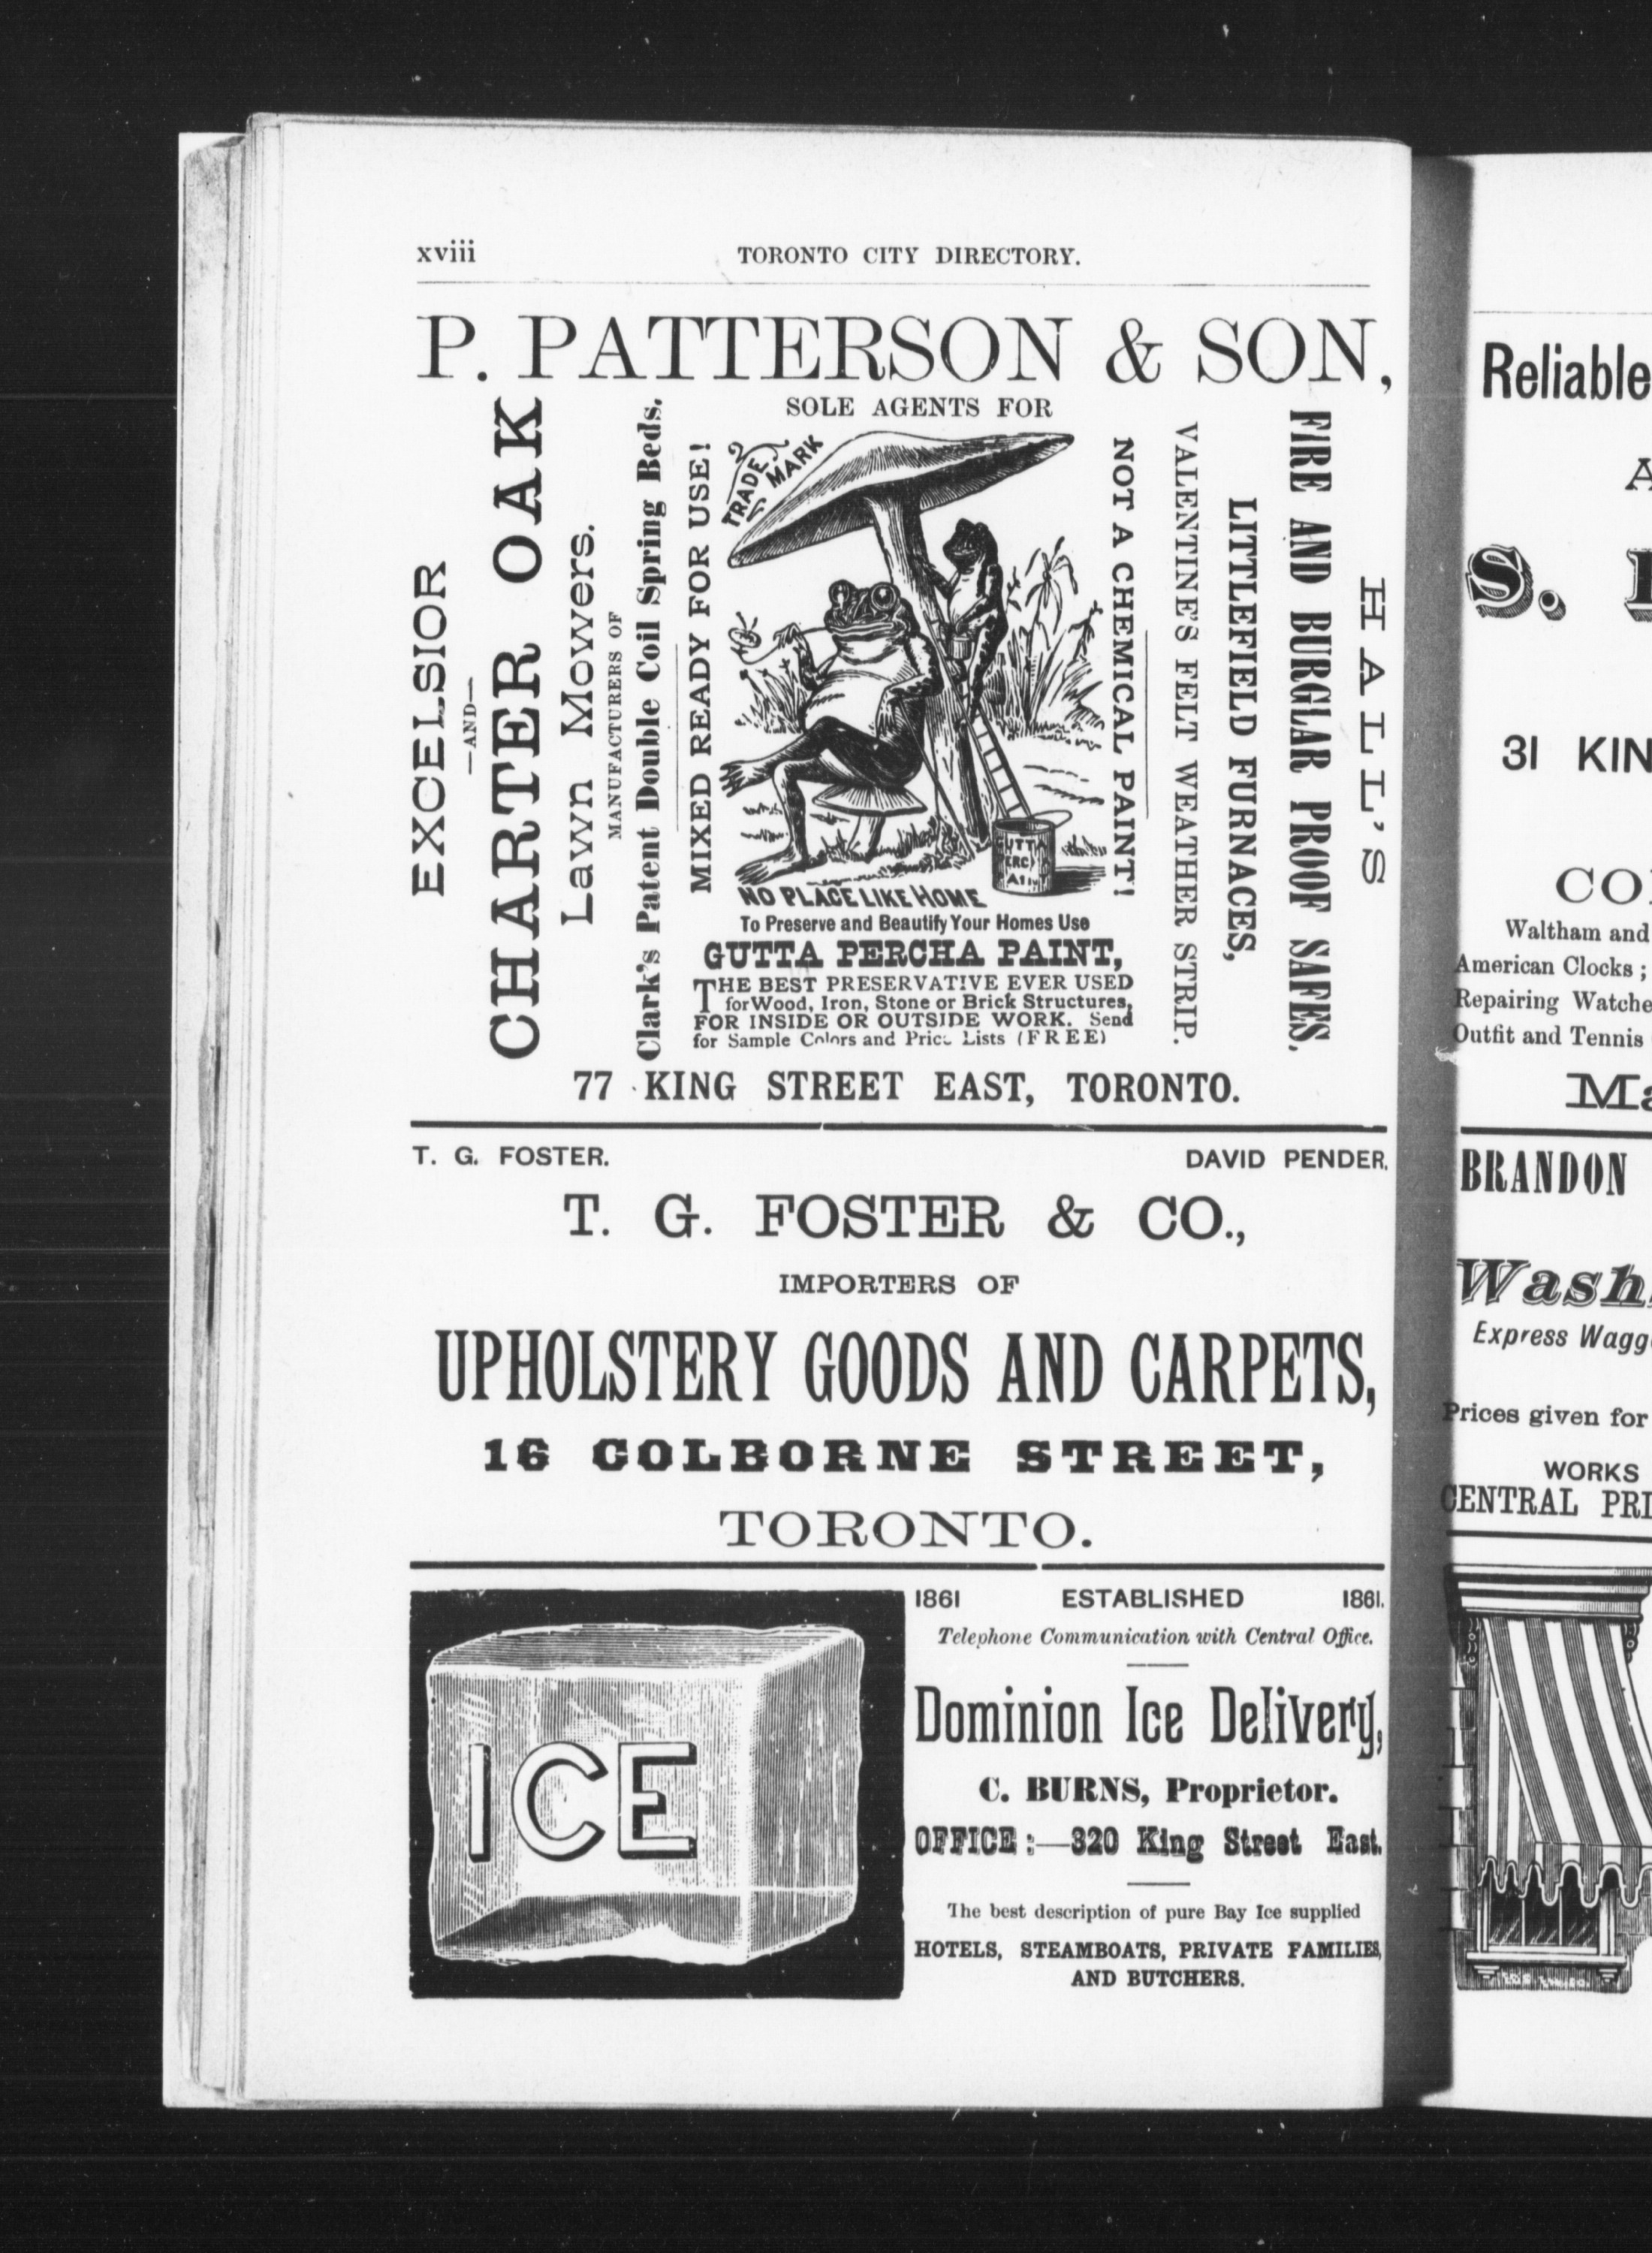 xviii TORONTO CITY DIRECTORY.
P. PATTERSON & SON,
SOLE AGENTS FOR
EXCELSIOR
—AND—
CHARTER OAK
Lawn Mowers.
MANUFACTURERS OF
Clark's Patent Double Coil Spring Beds.
MIXED READY FOR USE!
TRADE MARK
GUTTA
PERCHA
PAINT
NO PLACE LIKE HOME
To Preserve and Beautify Your Homes Use
GUTTA PERCHA PAINT,
THE BEST PRESERVATIVE EVER USED
for Wood, Iron, Stone or Brick Structures,
FOR INSIDE OR OUTSIDE WORK. Send
for Sample Colors and Price Lists (FREE)
NOT A CHEMICAL PAINT!
HALL'S
FIRE AND BURGLAR PROOF SAFES,
LITTLEFIELD FURNACES,
VALENTINE'S FELT WEATHER STRIP.
77 KING STREET EAST, TORONTO.
T. G. FOSTER. DAVID PENDER.
T. G. FOSTER & CO.,
IMPORTERS OF
UPHOLSTERY GOODS AND CARPETS,
16 COLBORNE STREET,
TORONTO.
ICE
1861 ESTABLISHED 1861.
Telephone Communication with Central Office.
Dominion Ice Delivery,
C. BURNS, Proprietor.
OFFICE :—320 King Street East.
The best description of pure Bay Ice supplied
HOTELS, STEAMBOATS, PRIVATE FAMILIES,
AND BUTCHERS.
Reliable
A
S.
31 KIN
CO
Waltham and
American Clocks ;
Repairing Watche
Outfit and Tennis
Ma
BRANDON
Wash
Express Wagg
Prices given for
WORKS
CENTRAL PRI